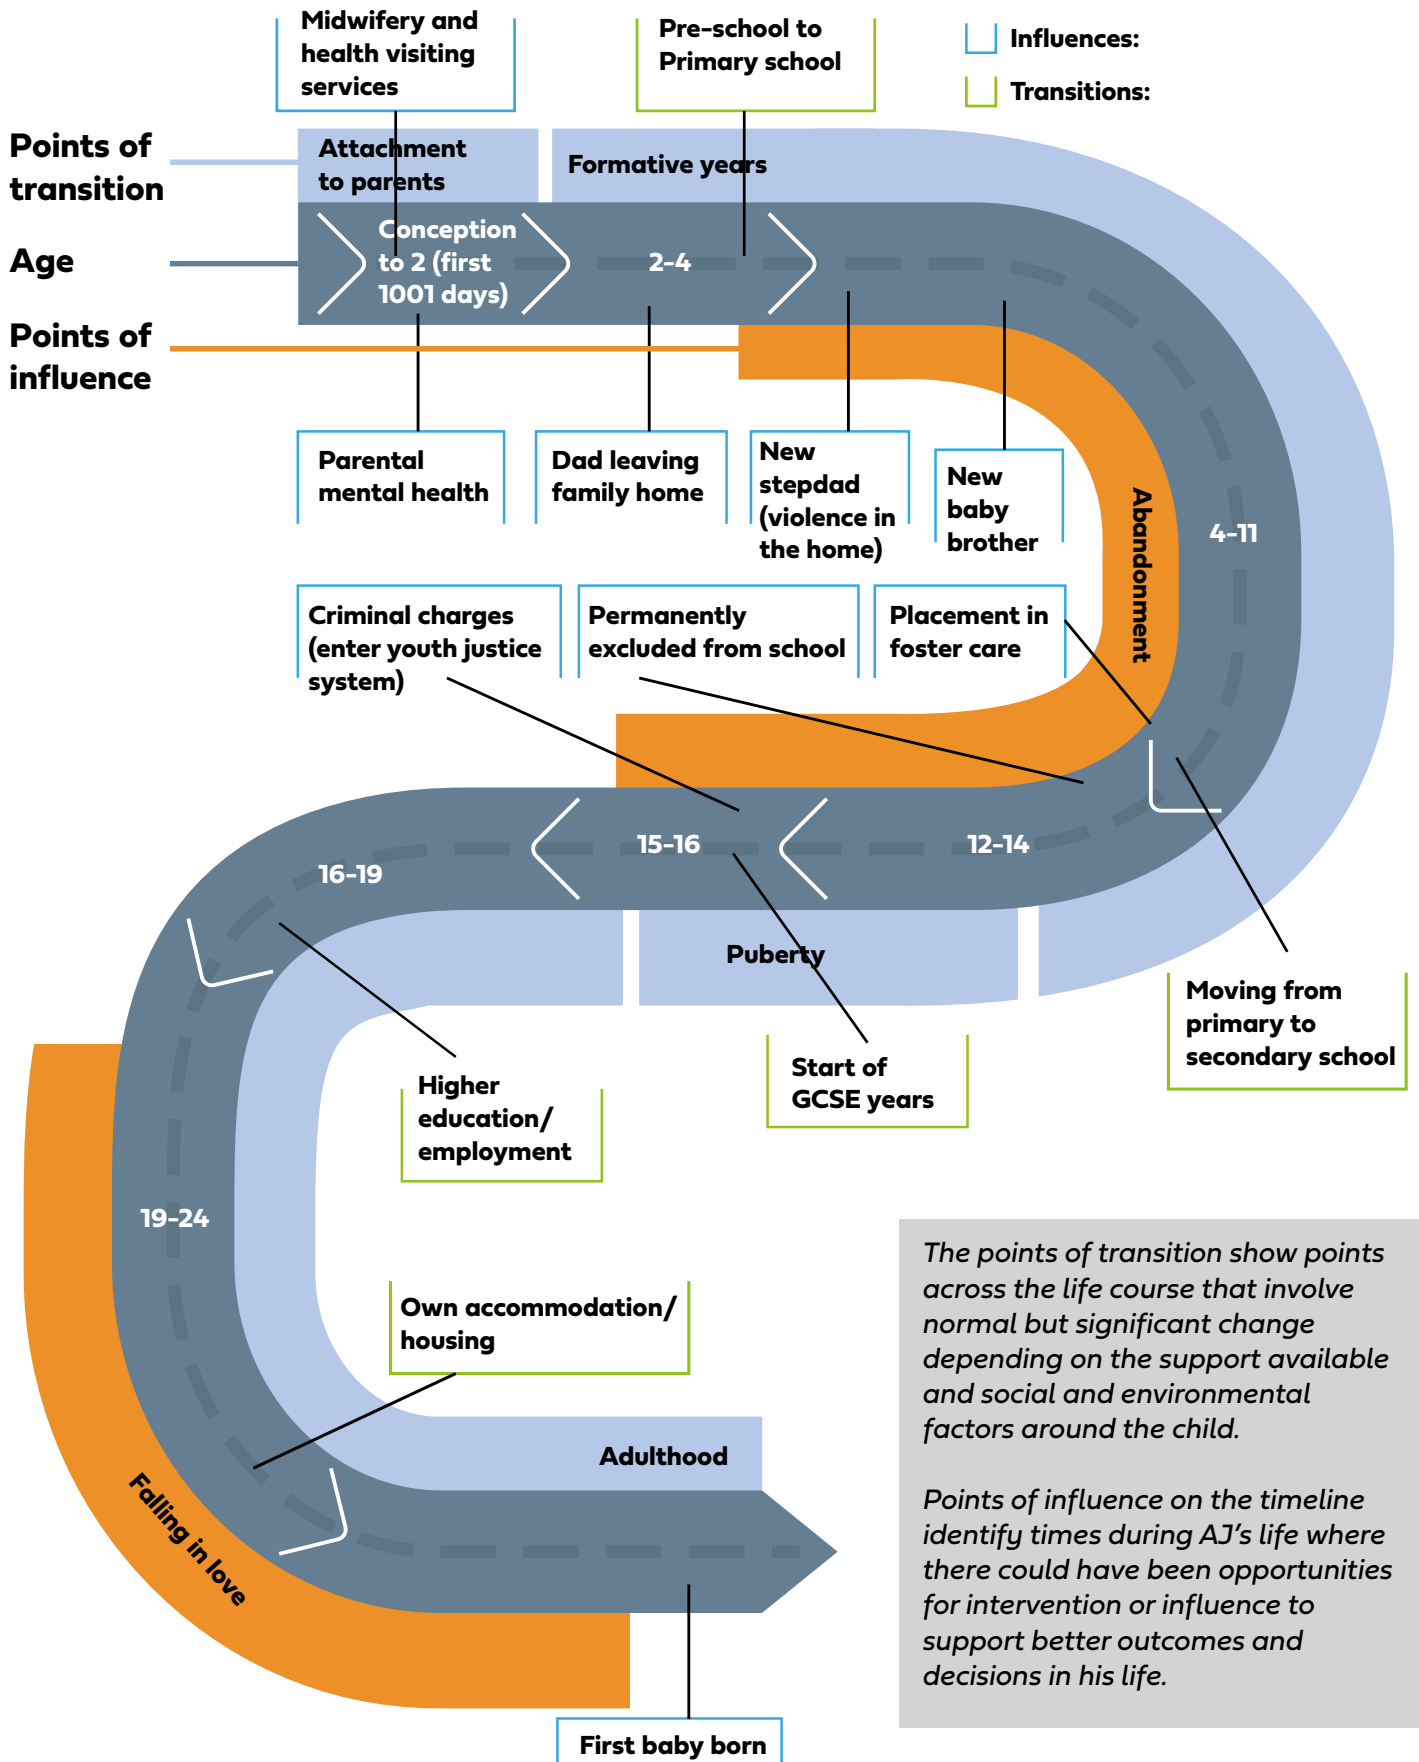 Midwifery and
health visiting
services
Pre-school to
Primary school
Influences:
Transitions:
Points of
transition
Attachment
to parents
Formative years
Age
Conception
to 2 (first
1001 days)
2-4
Points of
influence
Parental
mental health
Dad leaving
family home
New
stepdad
(violence in
the home)
New
baby
brother
Abandonment
4-11
Criminal charges
(enter youth justice
system)
Permanently
excluded from school
Placement in
foster care
16-19
15-16
12-14
Puberty
Moving from
primary to
secondary school
Start of
GCSE years
Higher
education/
employment
19-24
Own accommodation/
housing
Adulthood
Falling in love
First baby born
The points of transition show points
across the life course that involve
normal but significant change
depending on the support available
and social and environmental
factors around the child.
Points of influence on the timeline
identify times during AJ's life where
there could have been opportunities
for intervention or influence to
support better outcomes and
decisions in his life.